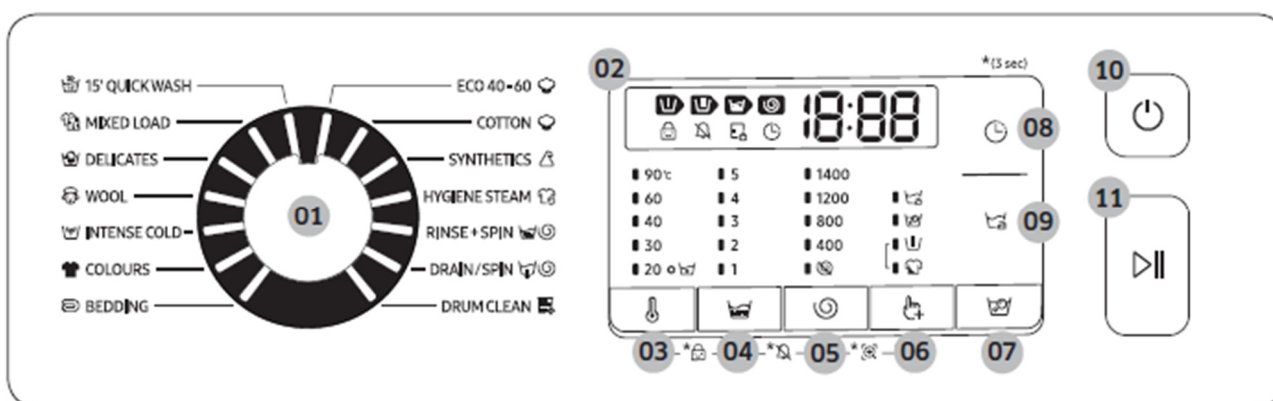 15' QUICK WASH
MIXED LOAD
DELICATES
WOOL
INTENSE COLD
COLOURS
BEDDING
01
ECO 40-60
COTTON
SYNTHETICS
HYGIENE STEAM
RINSE+SPIN
DRAIN/SPIN
DRUM CLEAN
02
*(3 sec)
18:88
08
90℃ 5 1400
60 4 1200
40 3 800
30 2 400
20 1
09
03 * 04 * 05 * 06 07
10
11